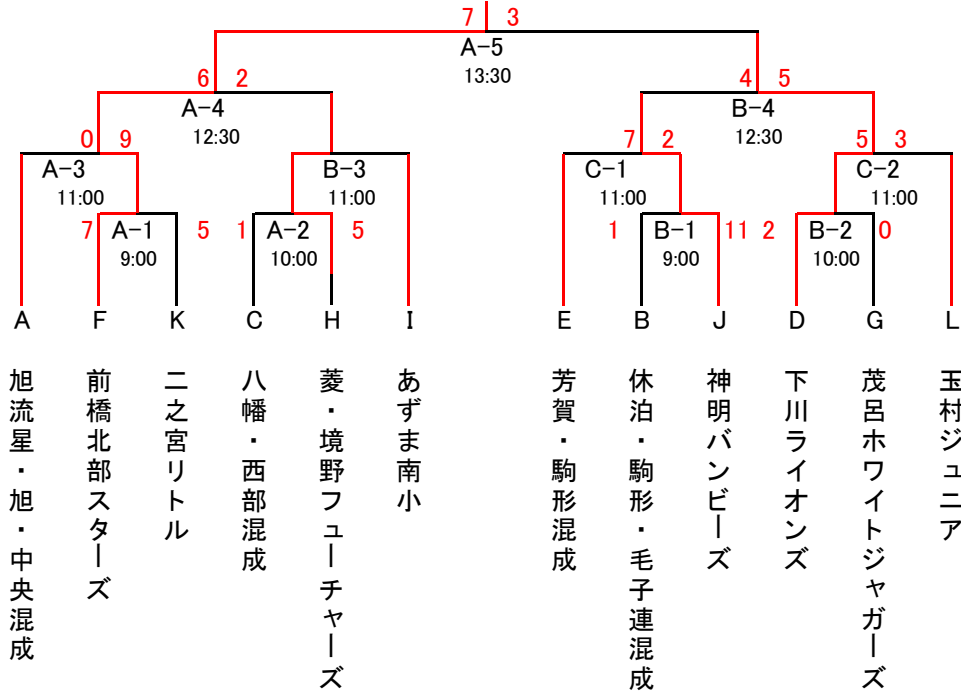 7 3
A-5
13:30
6 2
4 5
A-4
12:30
B-4
12:30
0 9
7 2
5 3
A-3
11:00
B-3
11:00
C-1
11:00
C-2
11:00
7 A-1 5
9:00
1 A-2 5
10:00
1 B-1 11
9:00
2 B-2 0
10:00
A F K C H I E B J D G L
旭流星・旭・中央混成
前橋北部スターズ
二之宮リトル
八幡・西部混成
菱・境野フューチャーズ
あずま南小
芳賀・駒形混成
休泊・駒形・毛子連混成
神明バンビーズ
下川ライオンズ
茂呂ホワイトジャガーズ
玉村ジュニア